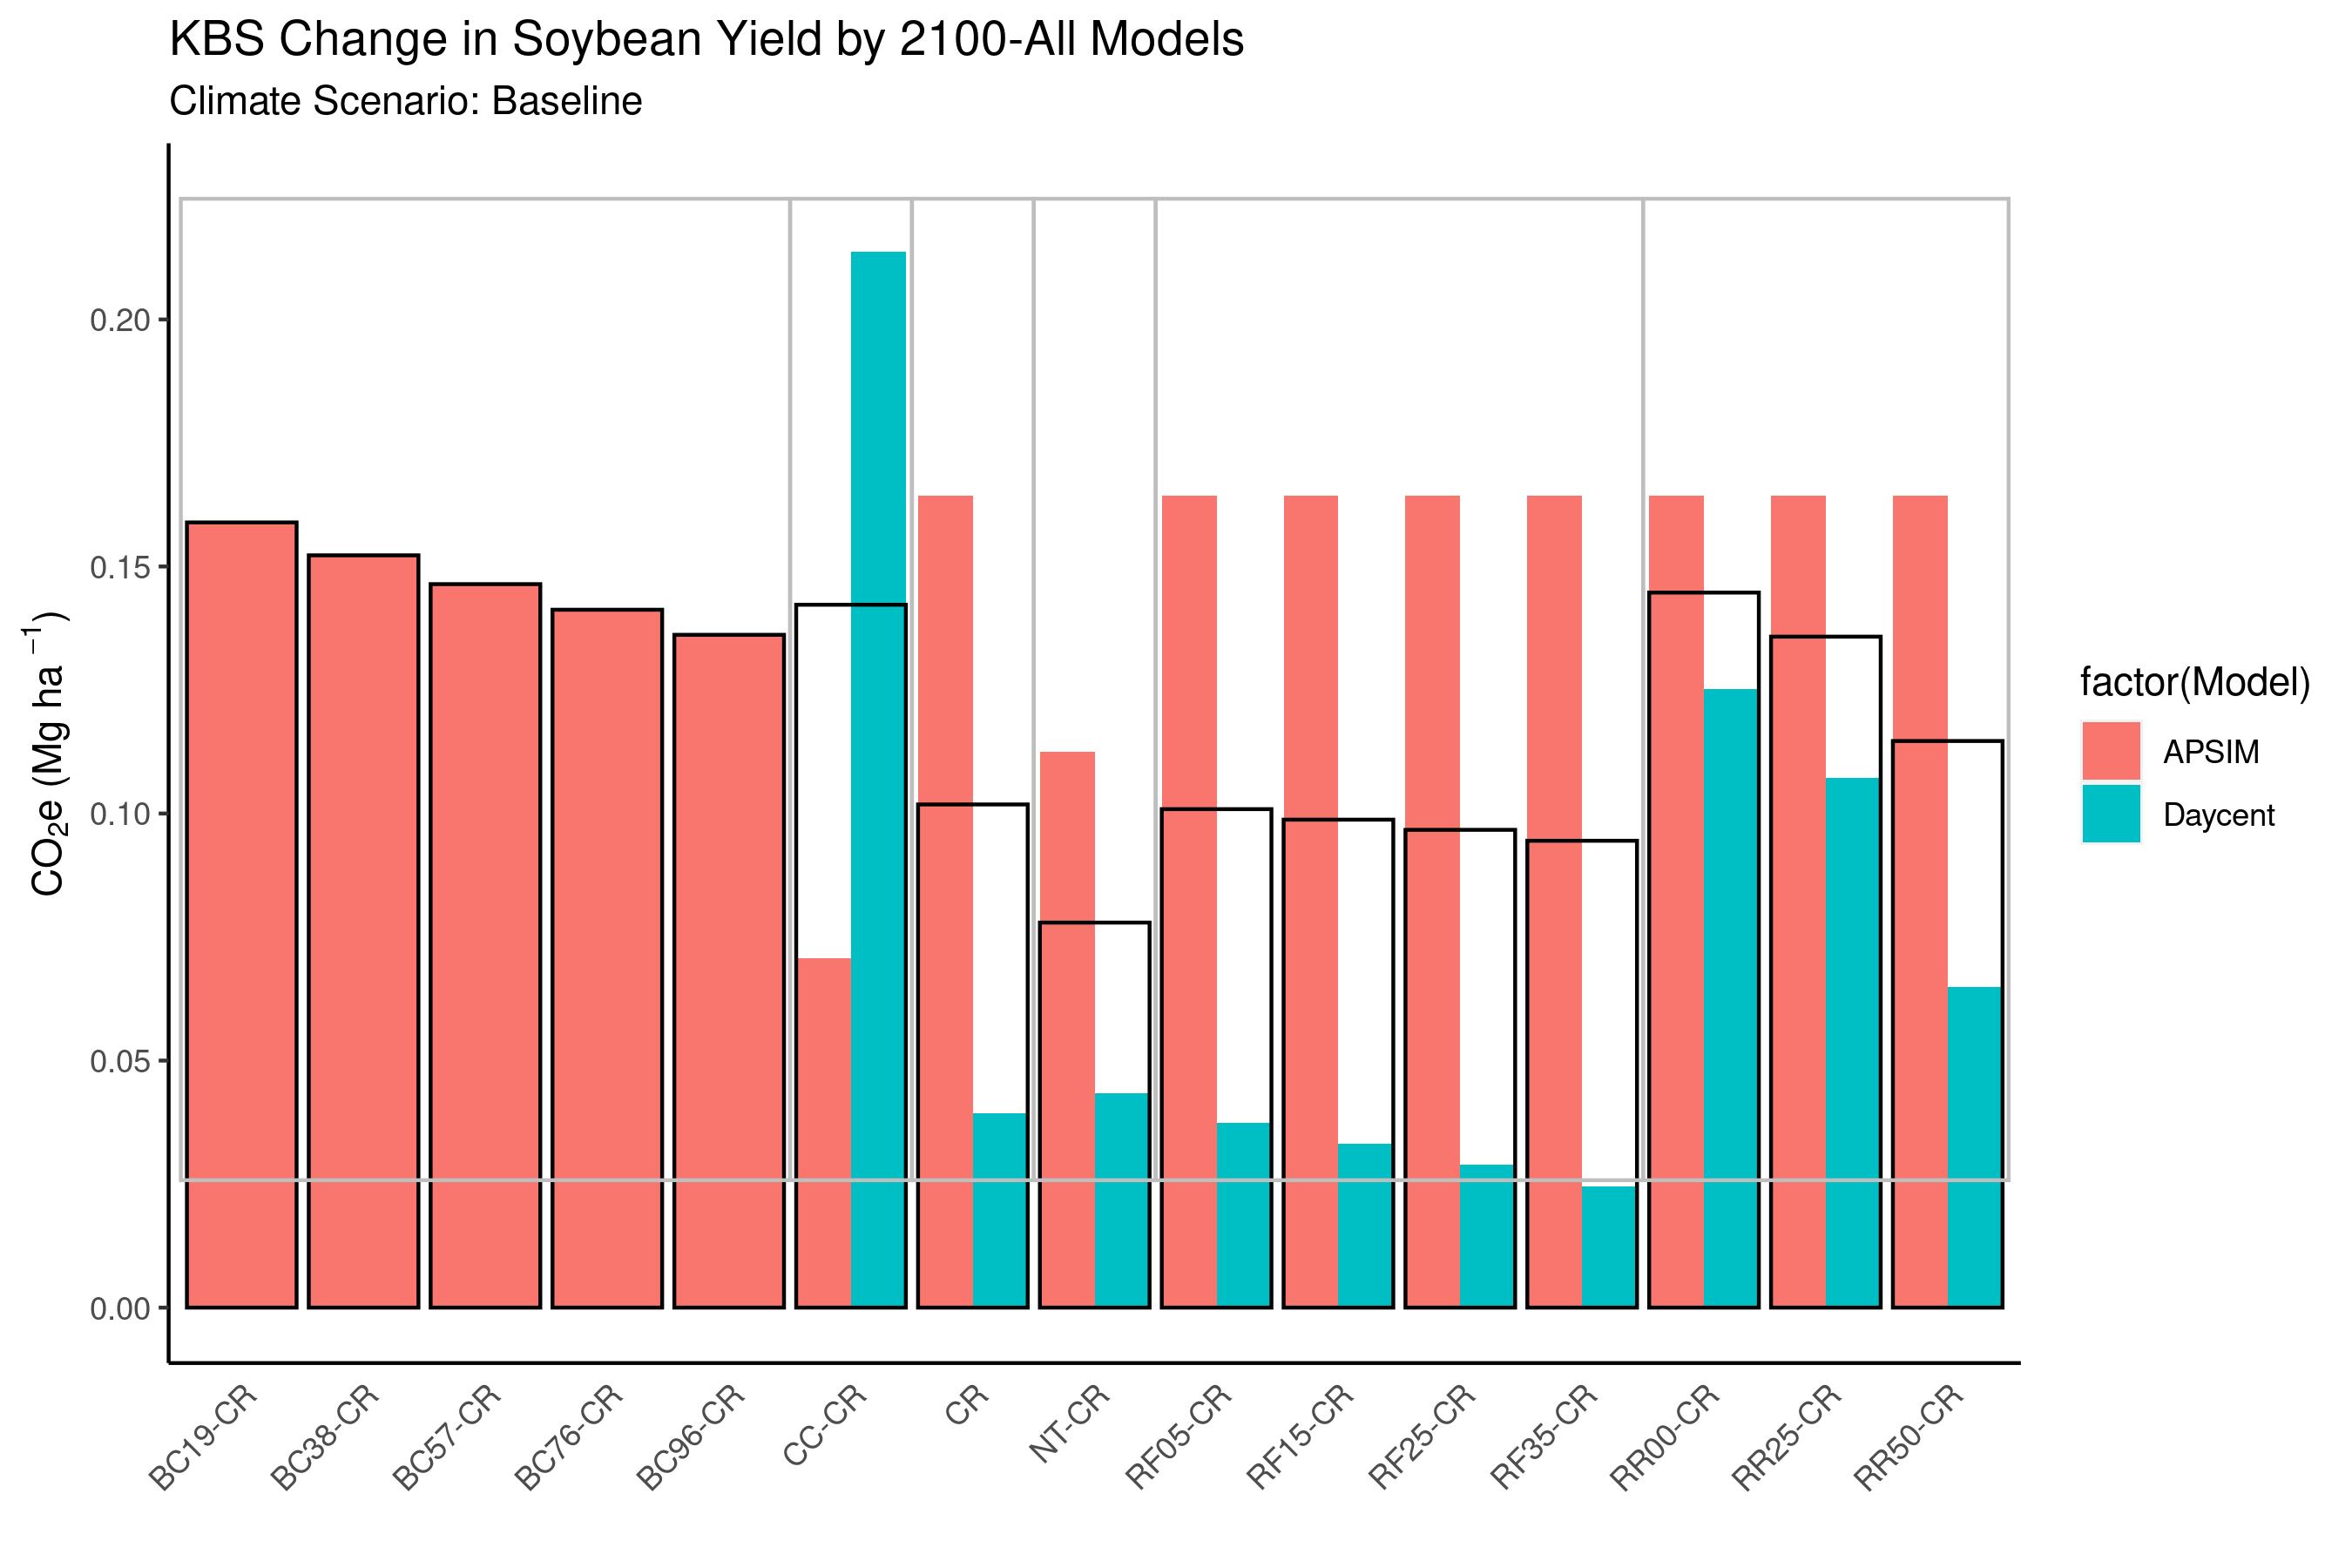 KBS Change in Soybean Yield by 2100-All Models
Climate Scenario: Baseline
CO₂e (Mg ha ⁻¹)
0.20
0.15
0.10
0.05
0.00
BC19-CR
BC38-CR
BC57-CR
BC76-CR
BC96-CR
CC-CR
CR
NT-CR
RF05-CR
RF15-CR
RF25-CR
RF35-CR
RR00-CR
RR25-CR
RR50-CR
factor(Model)
APSIM
Daycent